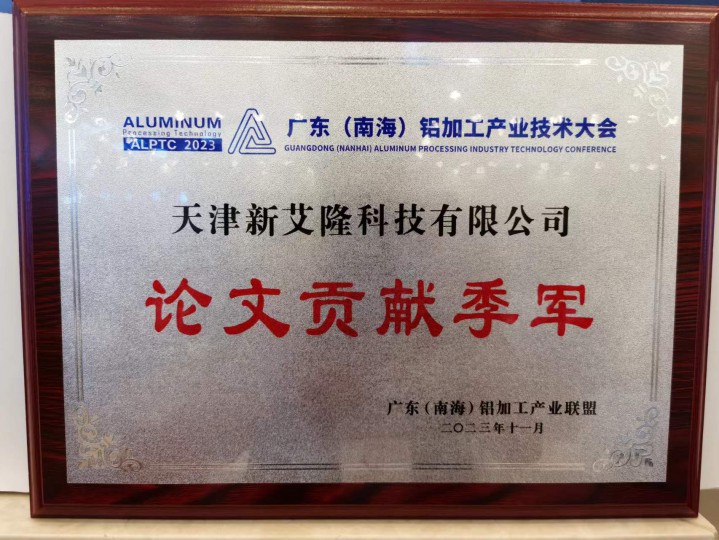 ALUMINUM
Processing Technology
ALPTC 2023
广东（南海）铝加工产业技术大会
GUANGDONG (NANHAI) ALUMINUM PROCESSING INDUSTRY TECHNOLOGY CONFERENCE
天津新艾隆科技有限公司
论文贡献季军
广东（南海）铝加工产业联盟
二〇二三年十一月